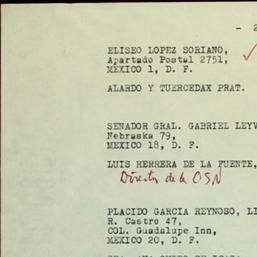 - 2
ELISEO LOPEZ SORIANO,
Apartado Postal 2751,
MEXICO 1, D. F.
ALARDO Y TUERCEDAX PRAT.
SENADOR GRAL. GABRIEL LEYV
Nebraska 79,
MEXICO 18, D. F.
LUIS HERRERA DE LA FUENTE,
Director de la OSN
PLACIDO GARCIA REYNOSO, LI
R. Castro 47,
COL. Guadalupe Inn,
MEXICO 20, D. F.